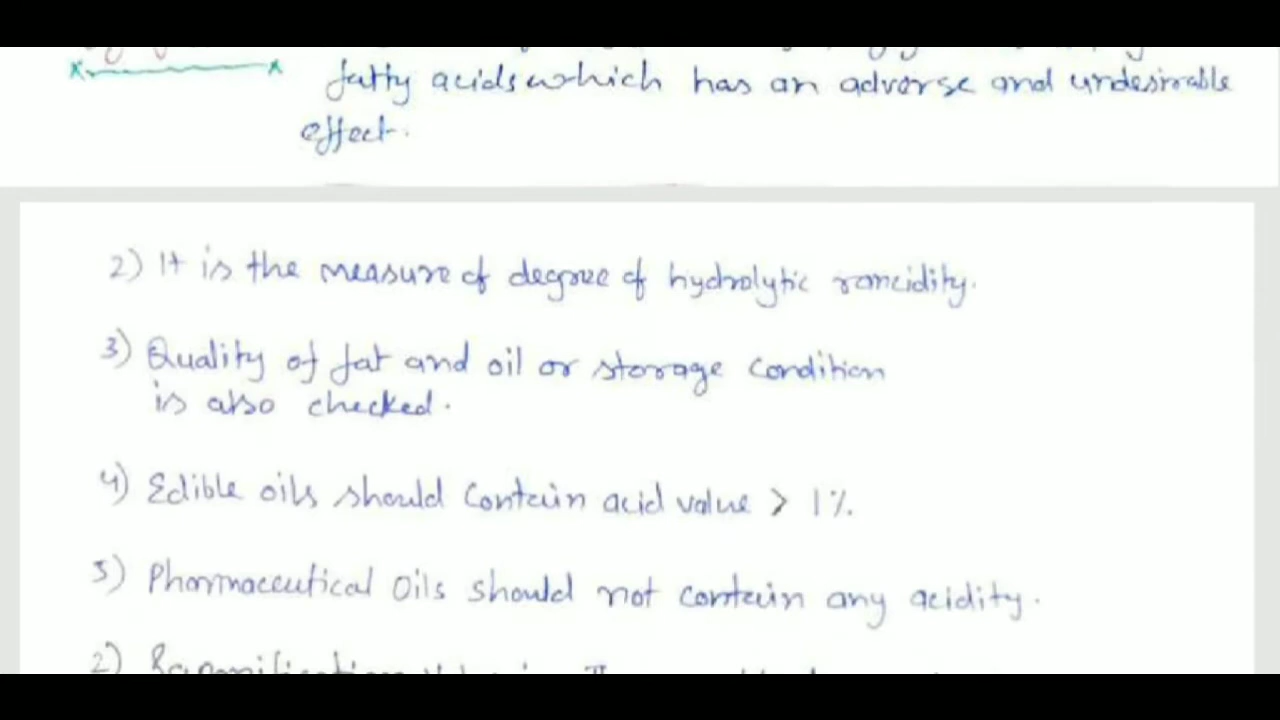 fatty acids which has an adverse and undesirable
effect.
2) It is the measure of degree of hydrolytic rancidity.
3) Quality of fat and oil or storage condition
is also checked.
4) Edible oils should contain acid value > 1%.
5) Pharmaceutical Oils should not contain any acidity.
2)